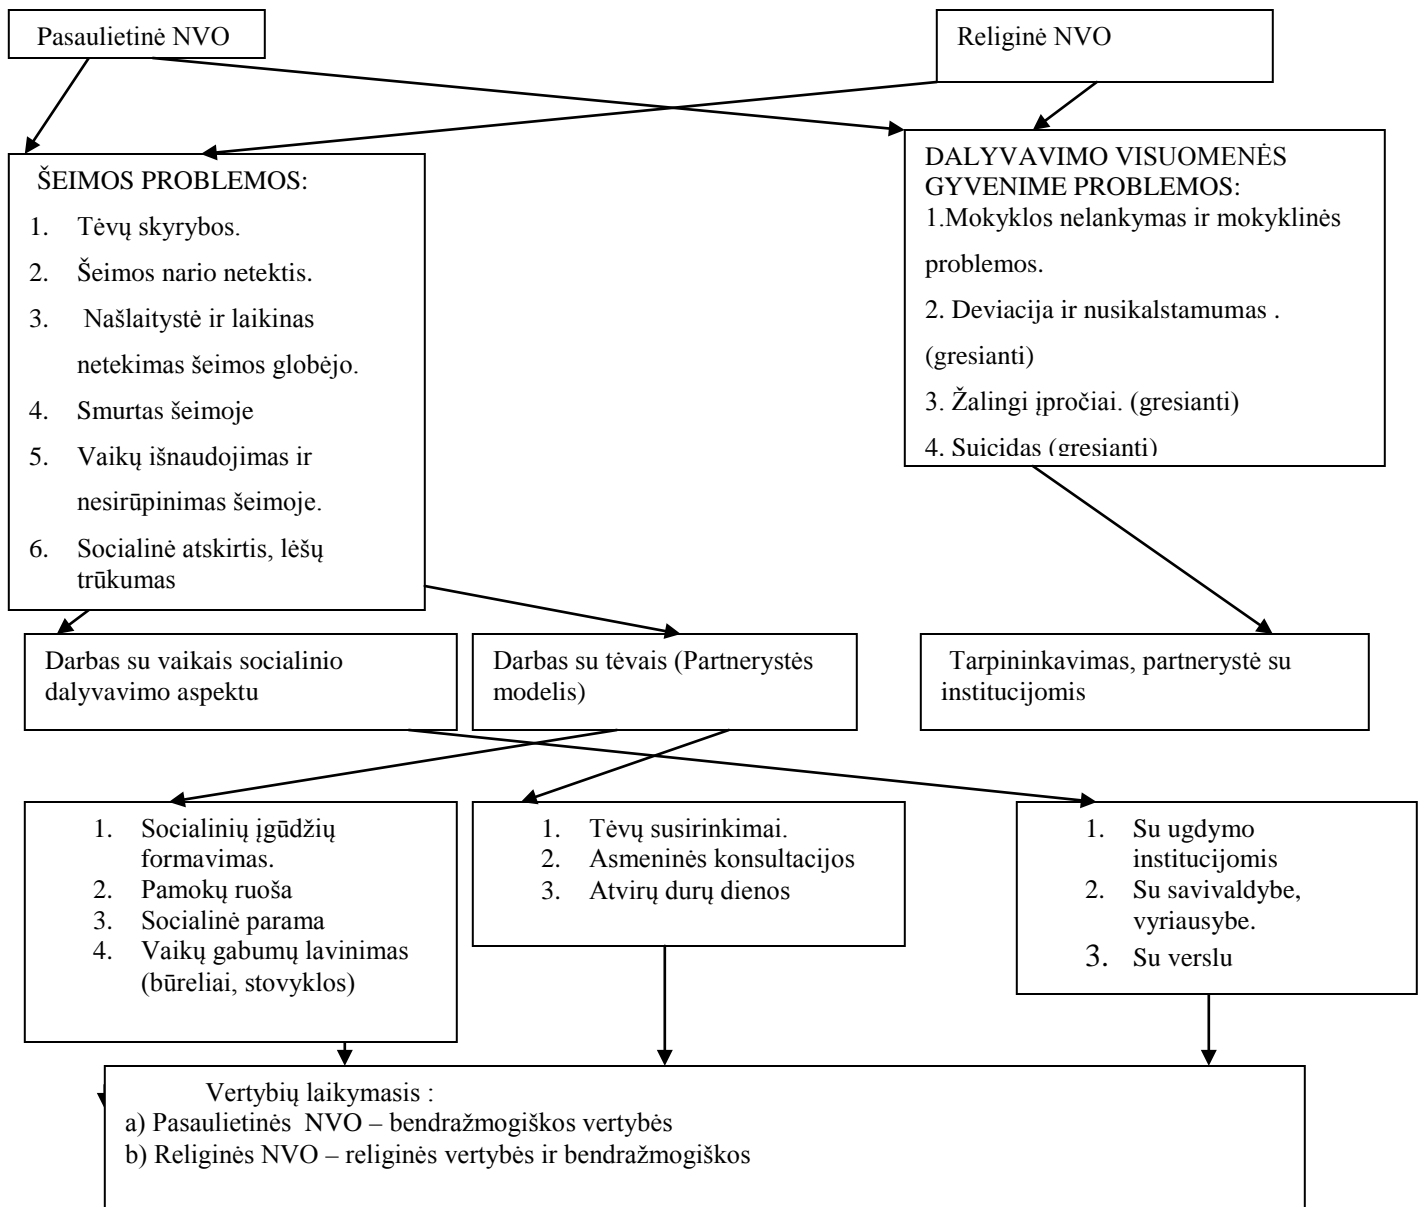 Pasaulietinė NVO
Religinė NVO
ŠEIMOS PROBLEMOS:
1. Tėvų skyrybos.
2. Šeimos nario netektis.
3. Našlaitystė ir laikinas
netekimas šeimos globėjo.
4. Smurtas šeimoje
5. Vaikų išnaudojimas ir
nesirūpinimas šeimoje.
6. Socialinė atskirtis, lėšų
trūkumas
DALYVAVIMO VISUOMENĖS
GYVENIME PROBLEMOS:
1.Mokyklos nelankymas ir mokyklinės
problemos.
2. Deviacija ir nusikalstamumas .
(gresianti)
3. Žalingi įpročiai. (gresianti)
4. Suicidas (gresianti)
Darbas su vaikais socialinio
dalyvavimo aspektu
Darbas su tėvais (Partnerystės
modelis)
Tarpininkavimas, partnerystė su
institucijomis
1. Socialinių įgūdžių
formavimas.
2. Pamokų ruoša
3. Socialinė parama
4. Vaikų gabumų lavinimas
(būreliai, stovyklos)
1. Tėvų susirinkimai.
2. Asmeninės konsultacijos
3. Atvirų durų dienos
1. Su ugdymo
institucijomis
2. Su savivaldybe,
vyriausybe.
3. Su verslu
Vertybių laikymasis :
a) Pasaulietinės NVO – bendražmogiškos vertybės
b) Religinės NVO – religinės vertybės ir bendražmogiškos